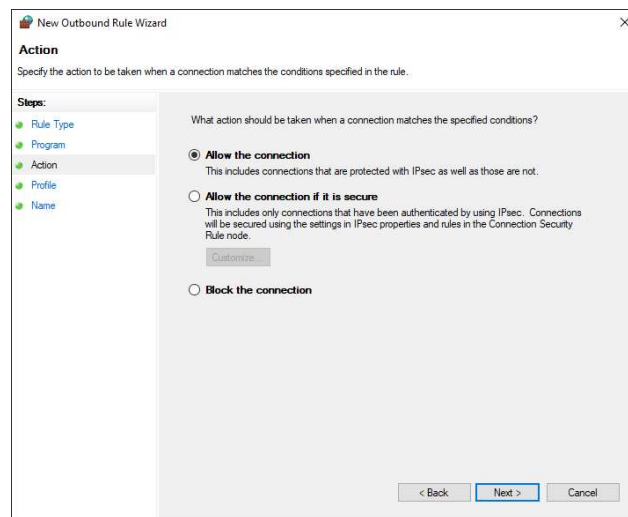 New Outbound Rule Wizard
Action
Specify the action to be taken when a connection matches the conditions specified in the rule.
Steps:
Rule Type
Program
Action
Profile
Name
What action should be taken when a connection matches the specified conditions?
Allow the connection
This includes connections that are protected with IPsec as well as those are not.
Allow the connection if it is secure
This includes only connections that have been authenticated by using IPsec. Connections
will be secured using the settings in IPsec properties and rules in the Connection Security
Rule node.
Customize...
Block the connection
< Back
Next >
Cancel